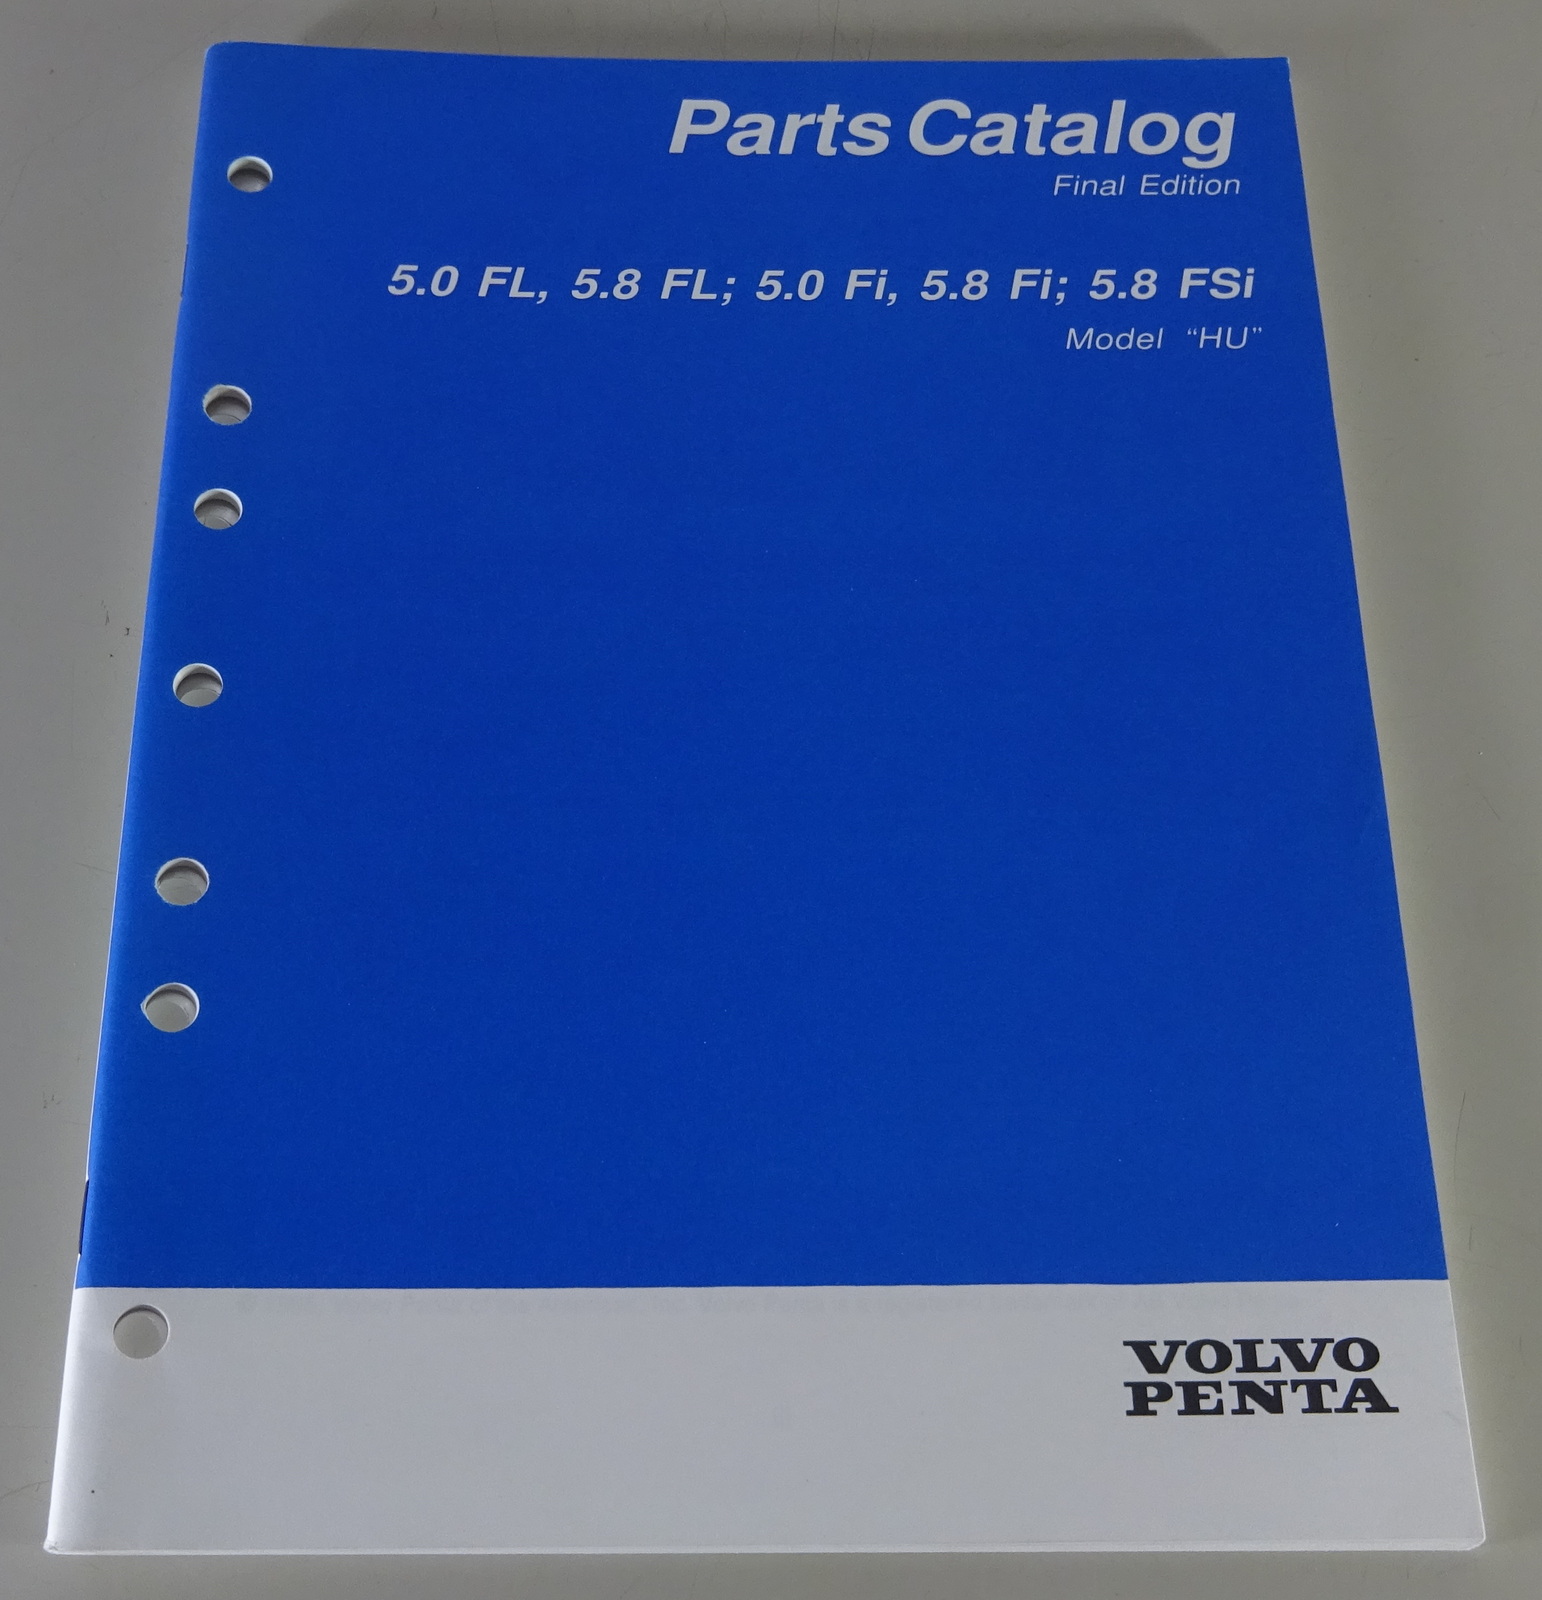 Parts Catalog
Final Edition
5.0 FL, 5.8 FL; 5.0 Fi, 5.8 Fi; 5.8 FSi
Model “HU”
VOLVO
PENTA